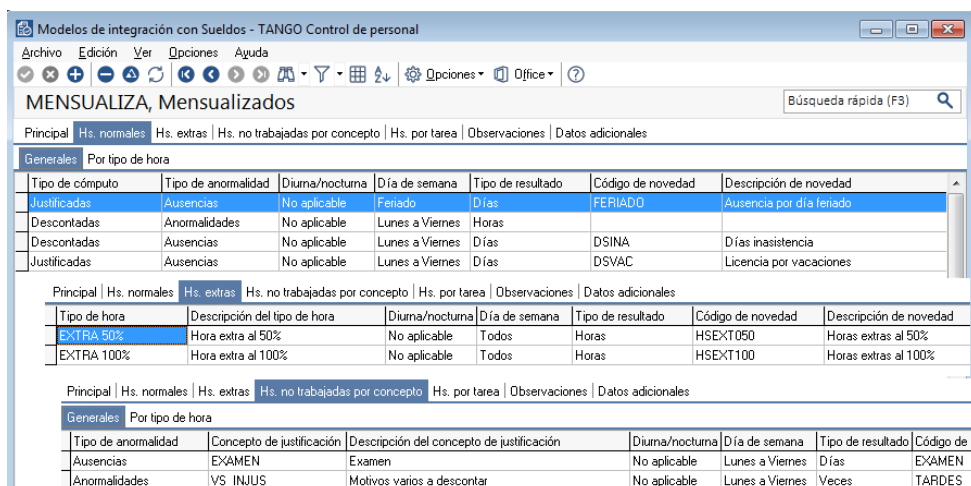 Modelos de integración con Sueldos - TANGO Control de personal
Archivo Edición Ver Opciones Ayuda
Opciones Office
MENSUALIZA, Mensualizados Búsqueda rápida (F3)
Principal Hs. normales Hs. extras Hs. no trabajadas por concepto Hs. por tarea Observaciones Datos adicionales
Generales Por tipo de hora
Tipo de cómputo Tipo de anormalidad Diurna/nocturna Día de semana Tipo de resultado Código de novedad Descripción de novedad
Justificadas Ausencias No aplicable Feriado Días FERIADO Ausencia por día feriado
Descontadas Anormalidades No aplicable Lunes a Viernes Horas
Descontadas Ausencias No aplicable Lunes a Viernes Días DSINA Días inasistencia
Justificadas Ausencias No aplicable Lunes a Viernes Días DSVAC Licencia por vacaciones
Principal Hs. normales Hs. extras Hs. no trabajadas por concepto Hs. por tarea Observaciones Datos adicionales
Tipo de hora Descripción del tipo de hora Diurna/nocturna Día de semana Tipo de resultado Código de novedad Descripción de novedad
EXTRA 50% Hora extra al 50% No aplicable Todos Horas HSEXT050 Horas extras al 50%
EXTRA 100% Hora extra al 100% No aplicable Todos Horas HSEXT100 Horas extras al 100%
Principal Hs. normales Hs. extras Hs. no trabajadas por concepto Hs. por tarea Observaciones Datos adicionales
Generales Por tipo de hora
Tipo de anormalidad Concepto de justificación Descripción del concepto de justificación Diurna/nocturna Día de semana Tipo de resultado Código de
Ausencias EXAMEN Examen No aplicable Lunes a Viernes Días EXAMEN
Anormalidades VS_INJUS Motivos varios a descontar No aplicable Lunes a Viernes Veces TARDES